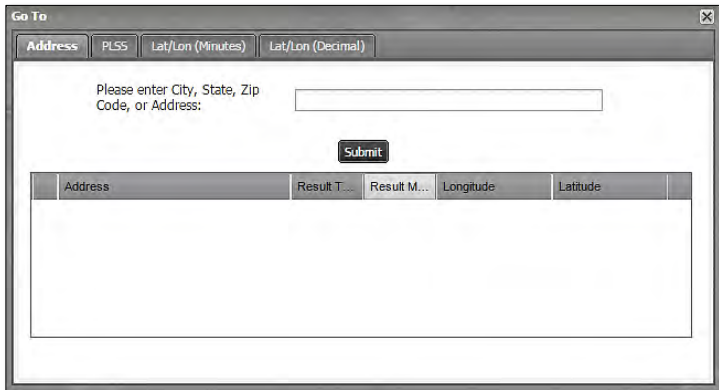 Go To
Address PLSS Lat/Lon (Minutes) Lat/Lon (Decimal)
Please enter City, State, Zip
Code, or Address:
Submit
Address Result T... Result M... Longitude Latitude